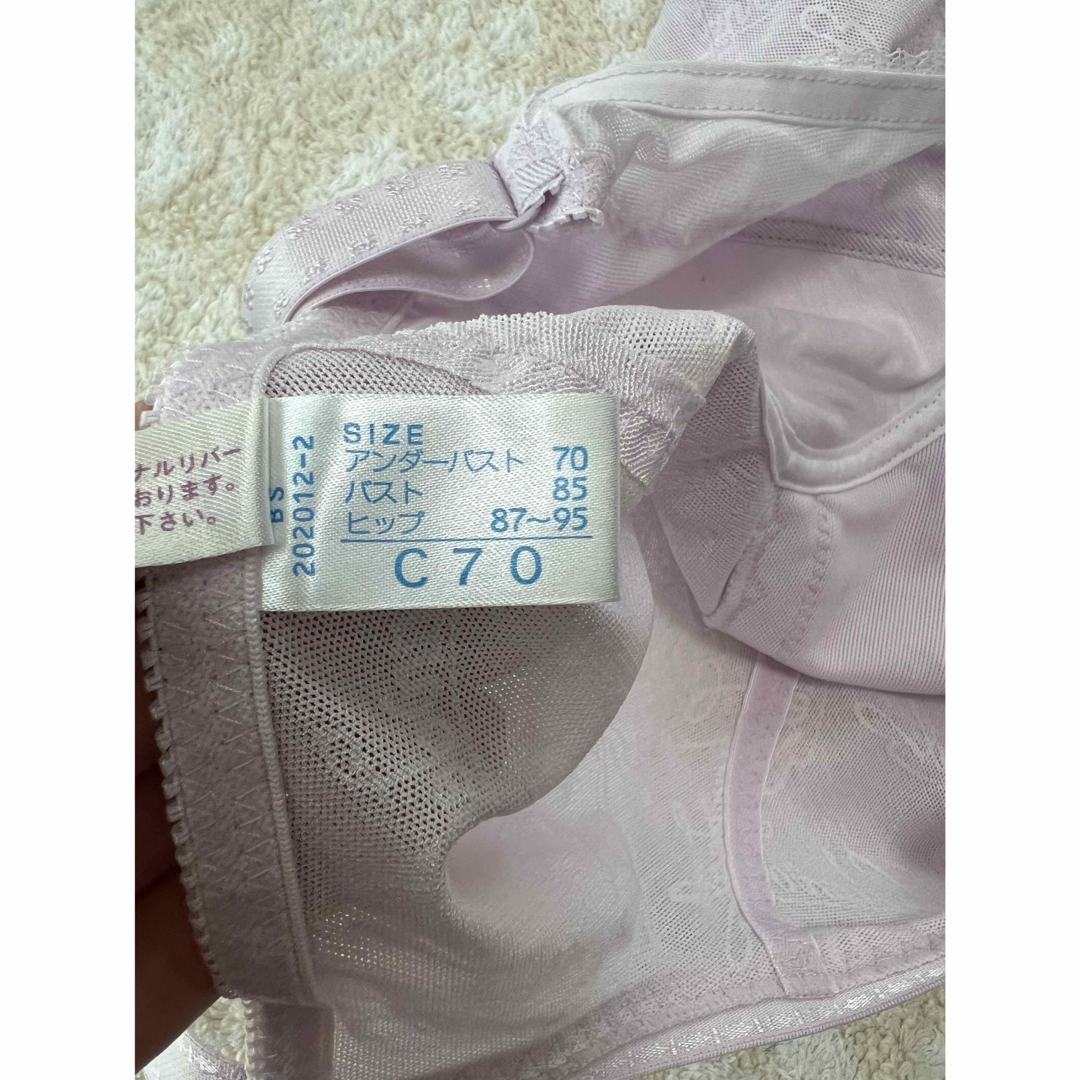 ナルリバー
おります。
下さい。
BS
202012-2
SIZE
アンダーバスト 70
バスト 85
ヒップ 87〜95
C70